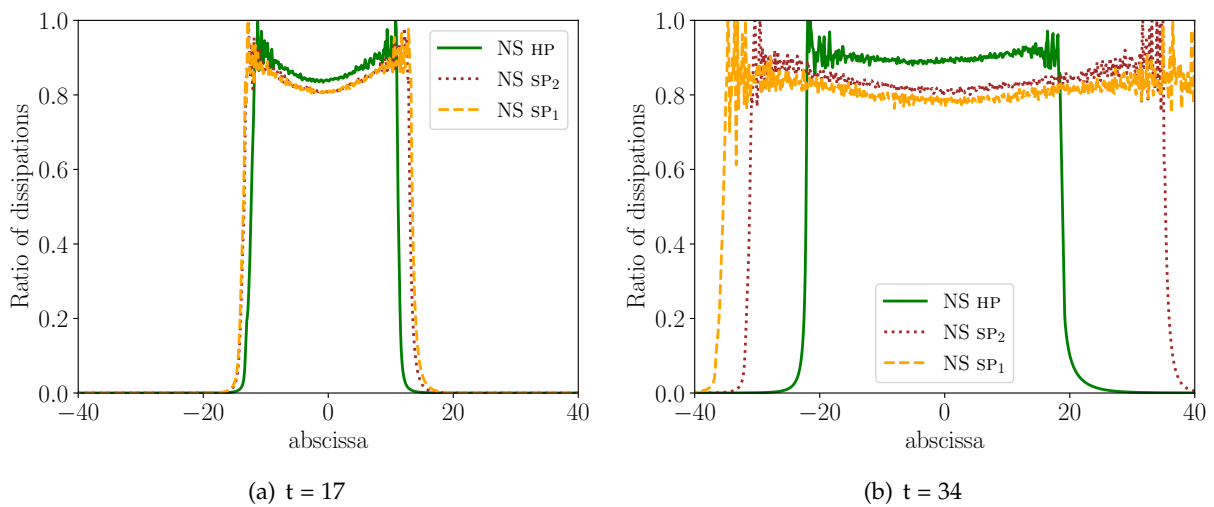 1.0
0.8
0.6
0.4
0.2
0.0
Ratio of dissipations
−40
−20
0
20
40
abscissa
NS HP
NS SP₂
NS SP₁
(a) t = 17
1.0
0.8
0.6
0.4
0.2
0.0
Ratio of dissipations
−40
−20
0
20
40
abscissa
NS HP
NS SP₂
NS SP₁
(b) t = 34